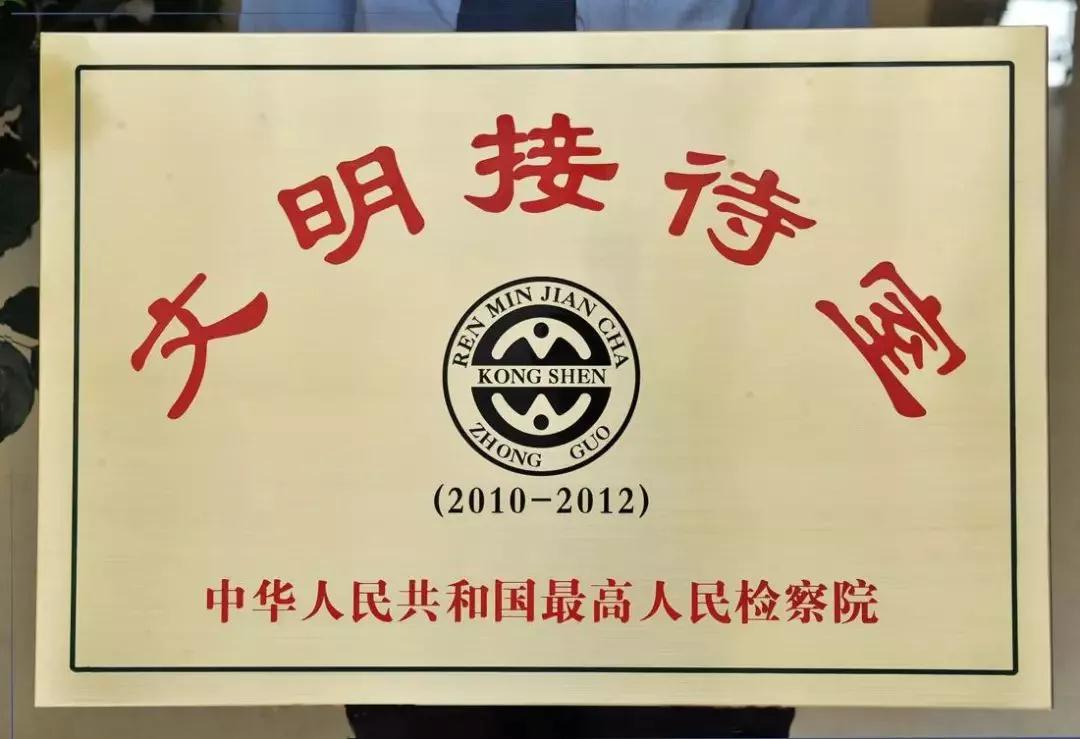 文明接待室
REN MIN JIAN CHA
KONG SHEN
ZHONG GUO
(2010-2012)
中华人民共和国最高人民检察院